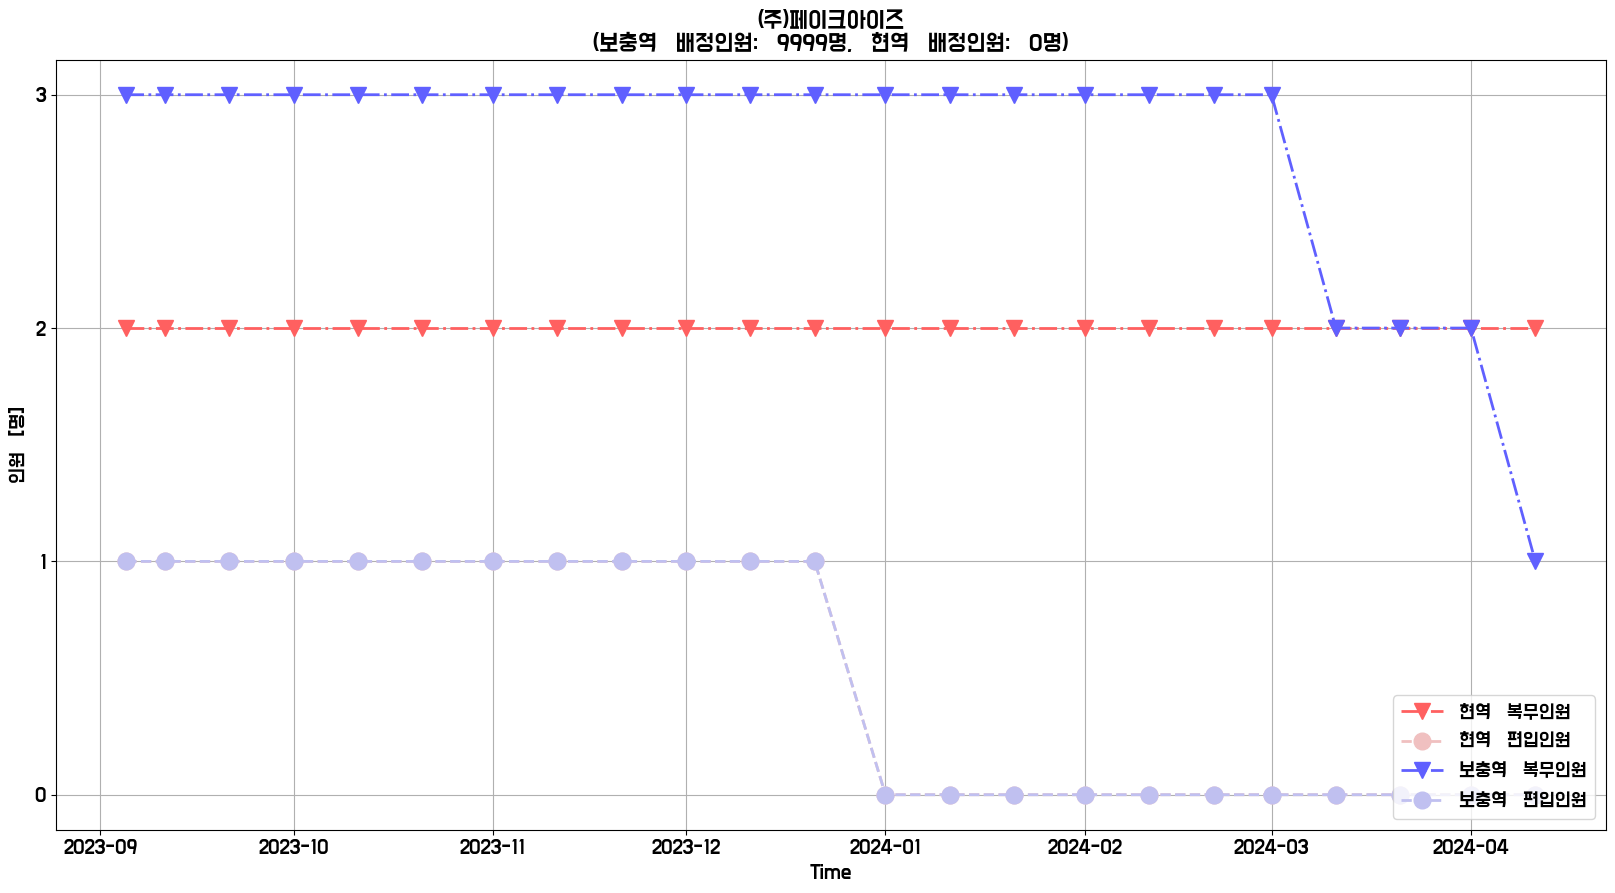 (주)페이크아이즈
(보충역 배정인원: 9999명, 현역 배정인원: 0명)
3
2
1
0
인원 [명]
2023-09 2023-10 2023-11 2023-12 2024-01 2024-02 2024-03 2024-04
Time
현역 복무인원
현역 편입인원
보충역 복무인원
보충역 편입인원